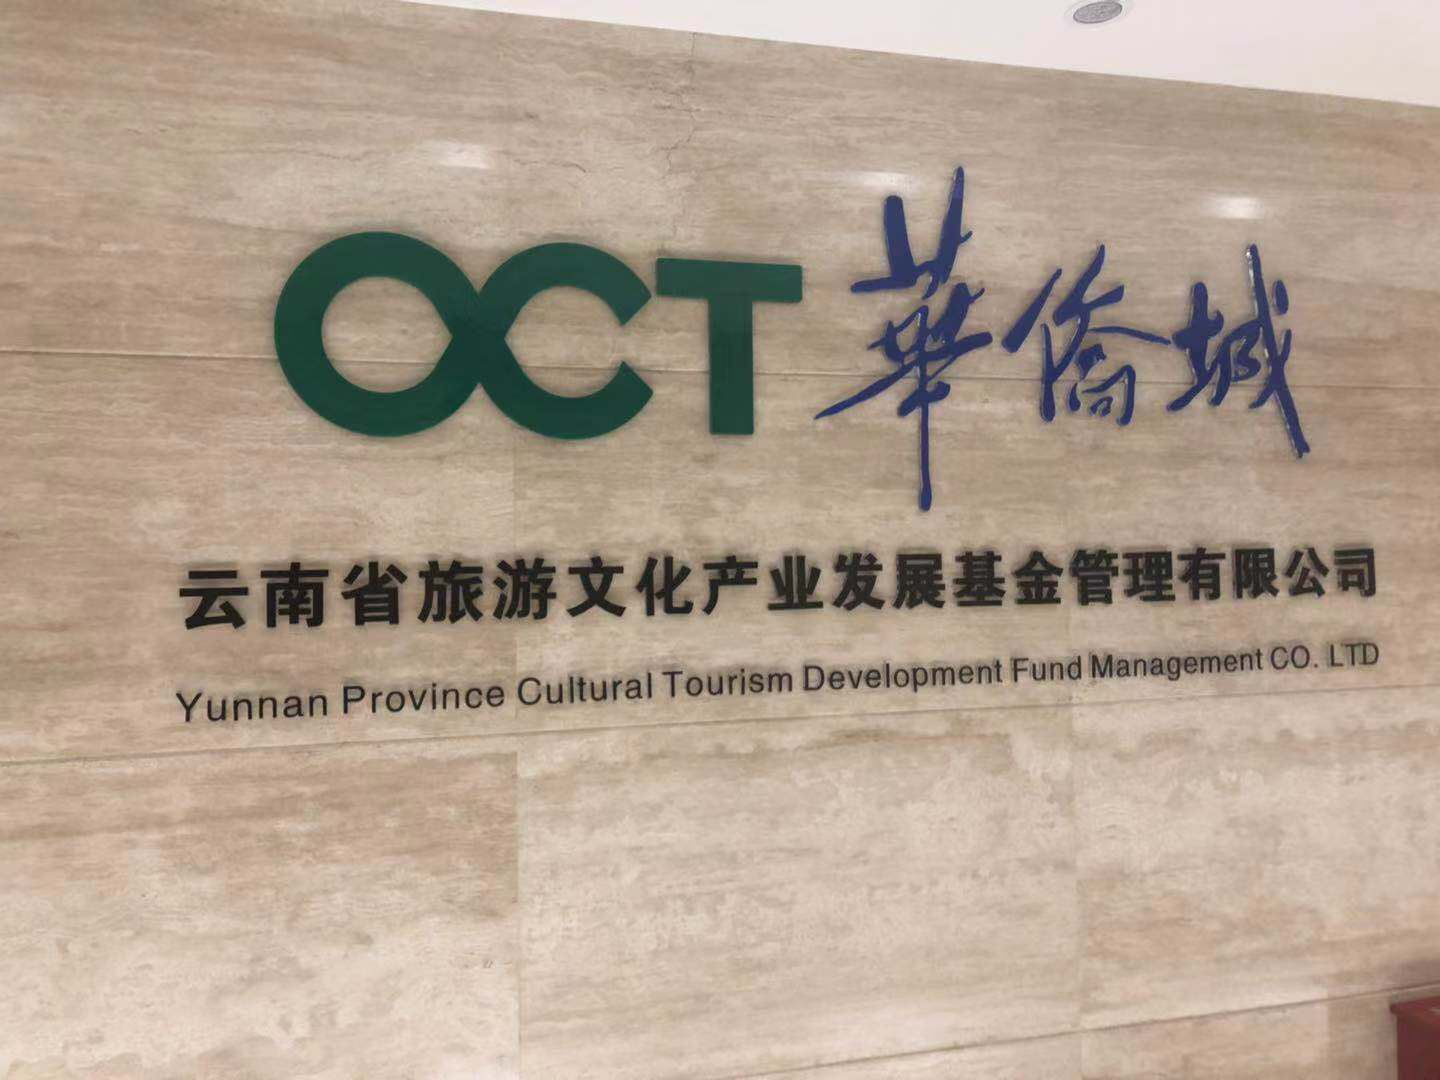 OCT 華僑城
云南省旅游文化产业发展基金管理有限公司
Yunnan Province Cultural Tourism Development Fund Management CO. LTD